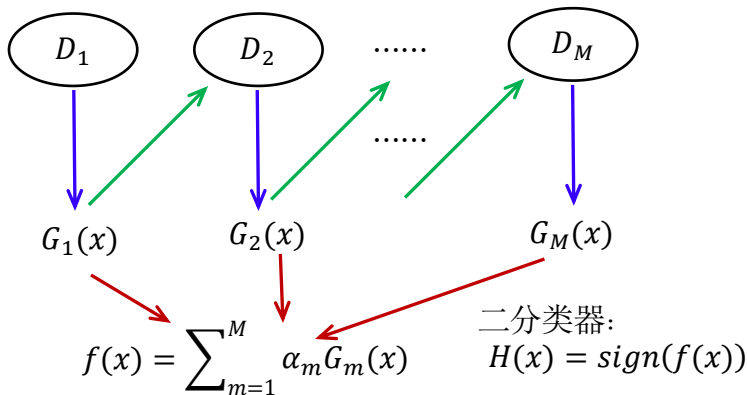 D₁ D₂ …… D_M
……
G₁(x) G₂(x) G_M(x)
二分类器:
f(x) = ∑_{m=1}^{M} α_m G_m(x) H(x) = sign(f(x))